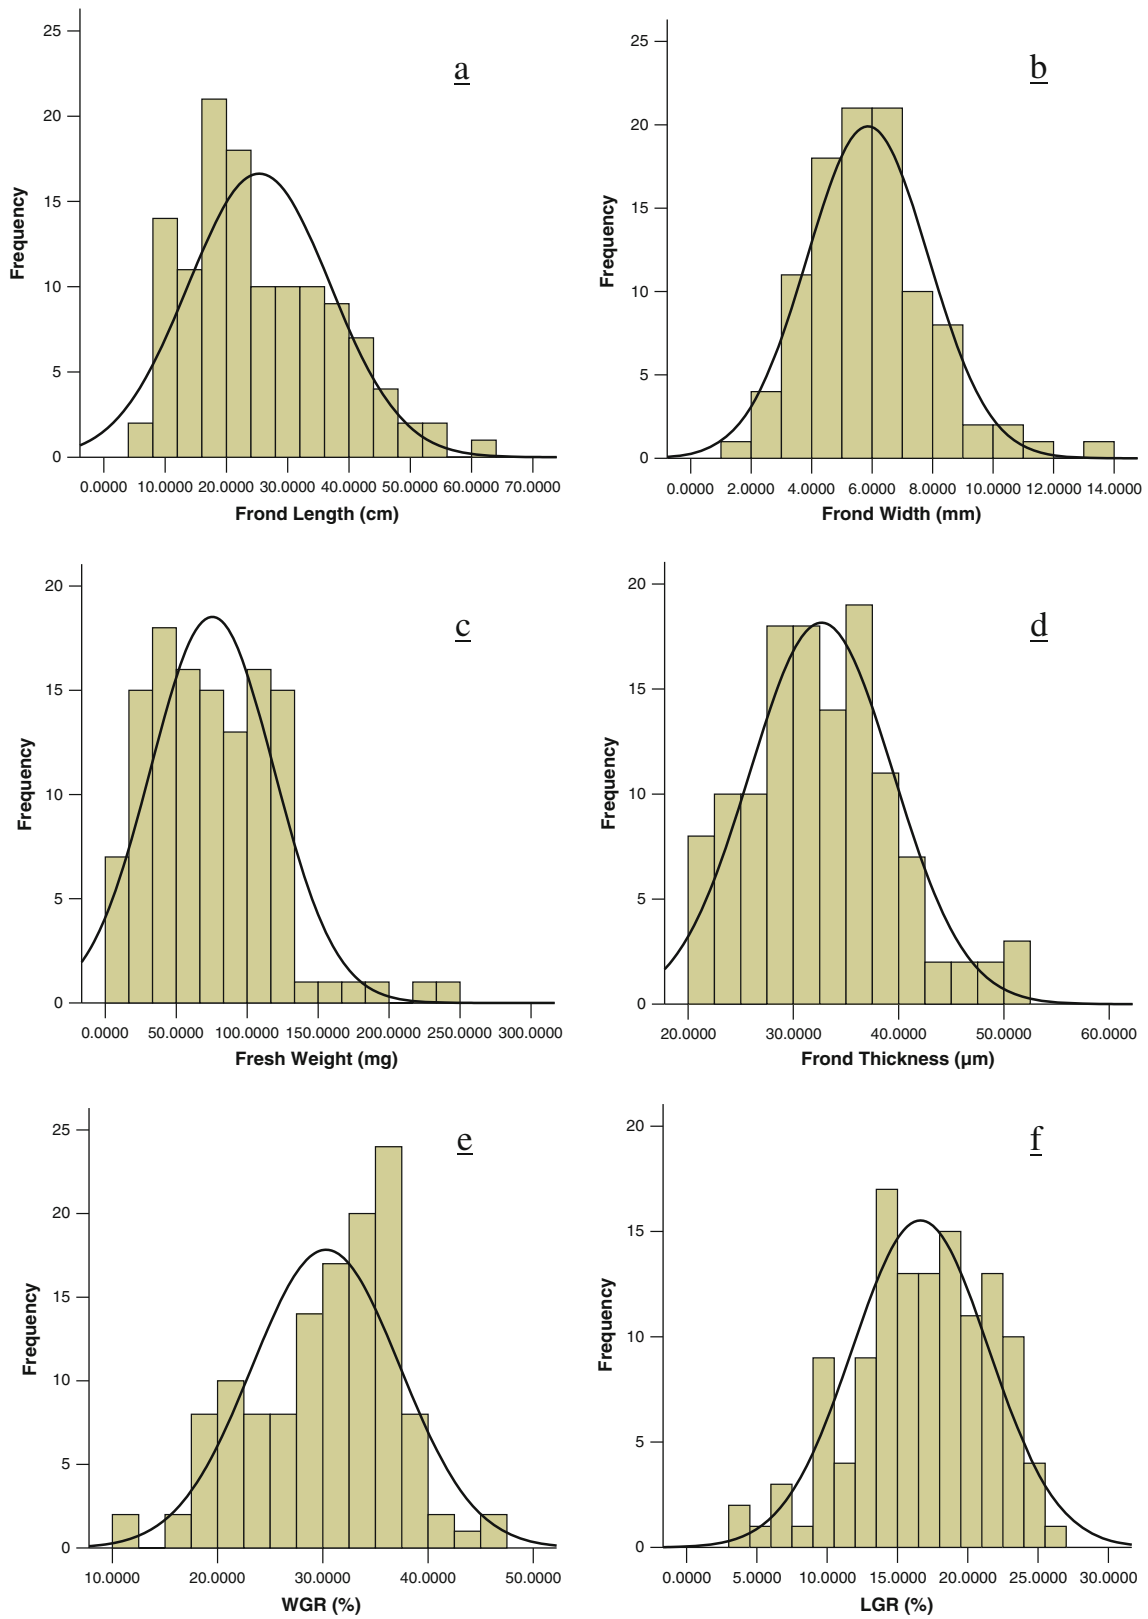 a
25
20
15
10
5
0
Frequency
0.0000 10.0000 20.0000 30.0000 40.0000 50.0000 60.0000 70.0000
Frond Length (cm)
b
25
20
15
10
5
0
Frequency
0.0000 2.0000 4.0000 6.0000 8.0000 10.0000 12.0000 14.0000
Frond Width (mm)
c
20
15
10
5
0
Frequency
0.0000 50.0000 100.0000 150.0000 200.0000 250.0000 300.0000
Fresh Weight (mg)
d
20
15
10
5
0
Frequency
20.0000 30.0000 40.0000 50.0000 60.0000
Frond Thickness (µm)
e
25
20
15
10
5
0
Frequency
10.0000 20.0000 30.0000 40.0000 50.0000
WGR (%)
f
20
15
10
5
0
Frequency
0.0000 5.0000 10.0000 15.0000 20.0000 25.0000 30.0000
LGR (%)